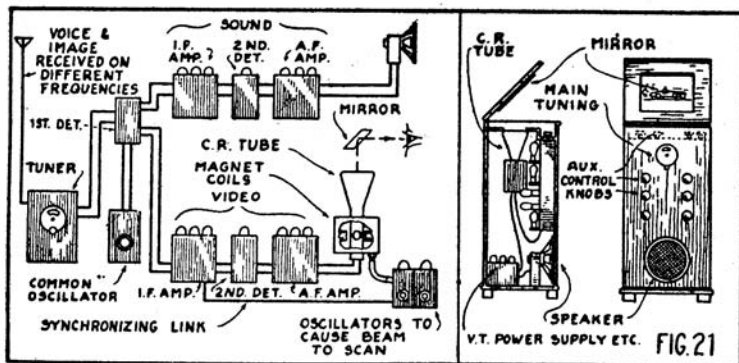 SOUND
VOICE &
IMAGE
RECEIVED ON
DIFFERENT
FREQUENCIES
I.F.
AMP.
2ND.
DET.
A.F.
AMP.
1ST. DET.
MIRROR
C.R. TUBE
MAGNET
COILS
VIDEO
TUNER
COMMON
OSCILLATOR
I.F. AMP.
2ND. DET.
A.F. AMP.
SYNCHRONIZING LINK
OSCILLATORS TO
CAUSE BEAM
TO SCAN
C.R.
TUBE
MIRROR
MAIN
TUNING
AUX.
CONTROL
KNOBS
SPEAKER
V.T. POWER SUPPLY ETC.
FIG. 21